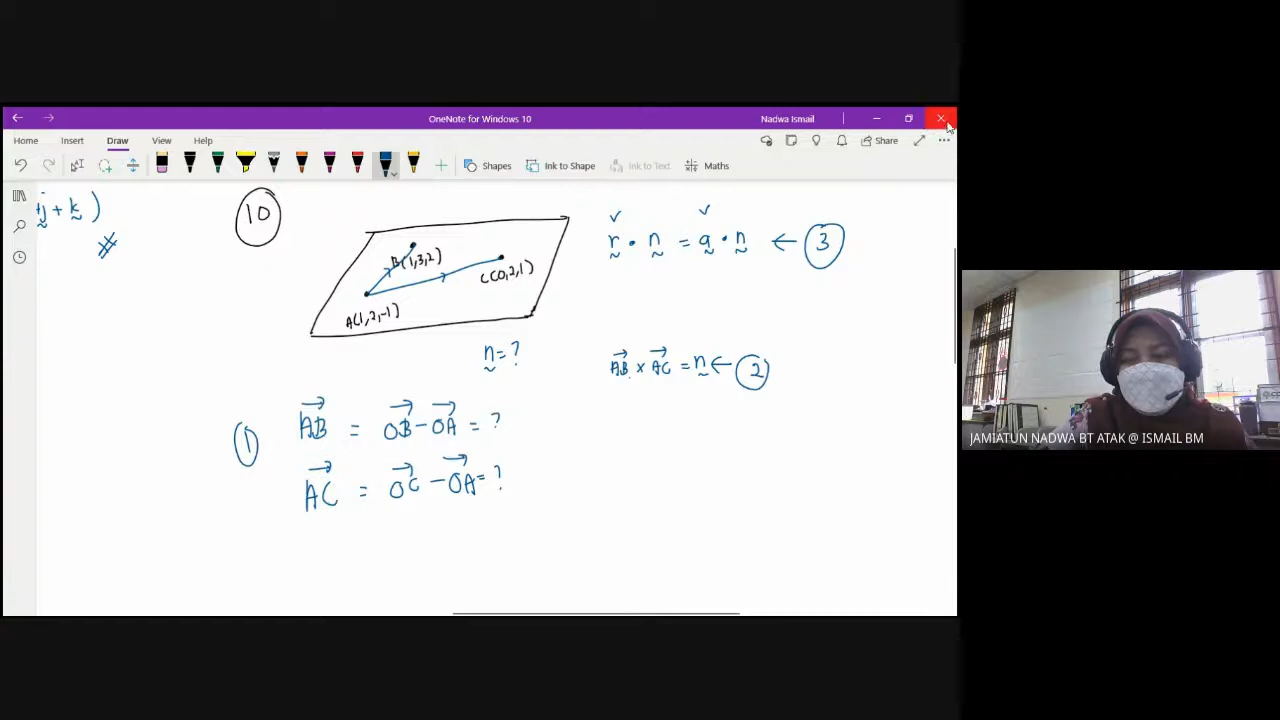 OneNote for Windows 10
Nadwa Ismail
Home Insert Draw View Help
Share
Shapes Ink to Shape Ink to Text Maths
+j + k )
10
r · n = a · n ← 3
B(1,3,2)
C(0,2,1)
A(1,2,-1)
n = ?
AB × AC = n ← 2
1
AB = OB - OA = ?
AC = OC - OA = ?
JAMIATUN NADWA BT ATAK @ ISMAIL BM